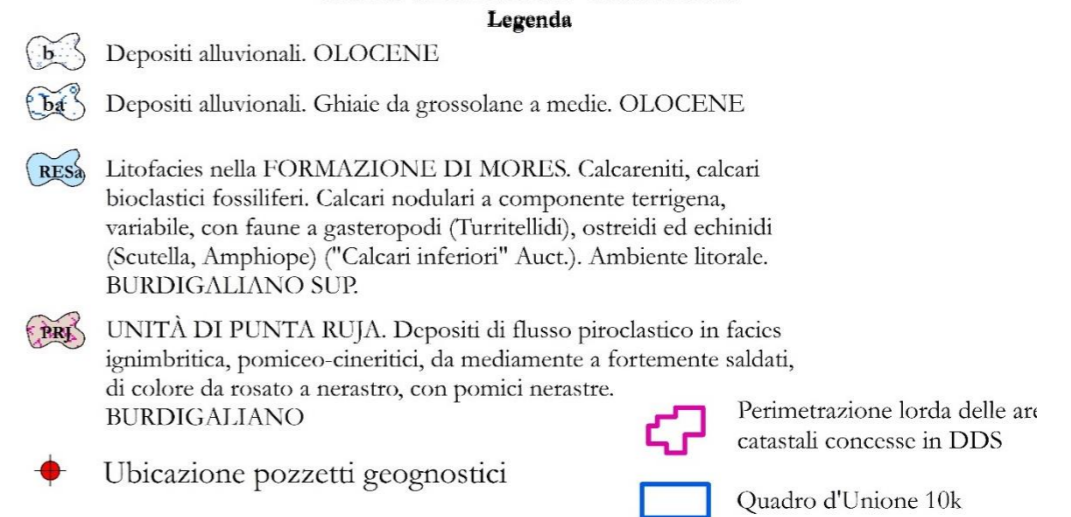 Legenda
b Depositi alluvionali. OLOCENE
ba Depositi alluvionali. Ghiaie da grossolane a medie. OLOCENE
RESa Litofacies nella FORMAZIONE DI MORES. Calcareniti, calcari
bioclastici fossiliferi. Calcari nodulari a componente terrigena,
variabile, con faune a gasteropodi (Turritellidi), ostreidi ed echinidi
(Scutella, Amphiope) ("Calcari inferiori" Auct.). Ambiente litorale.
BURDIGALIANO SUP.
PRJ UNITÀ DI PUNTA RUJA. Depositi di flusso piroclastico in facies
ignimbritica, pomiceo-cineritici, da mediamente a fortemente saldati,
di colore da rosato a nerastro, con pomici nerastre.
BURDIGALIANO
Perimetrazione lorda delle are
catastali concesse in DDS
Ubicazione pozzetti geognostici
Quadro d'Unione 10k